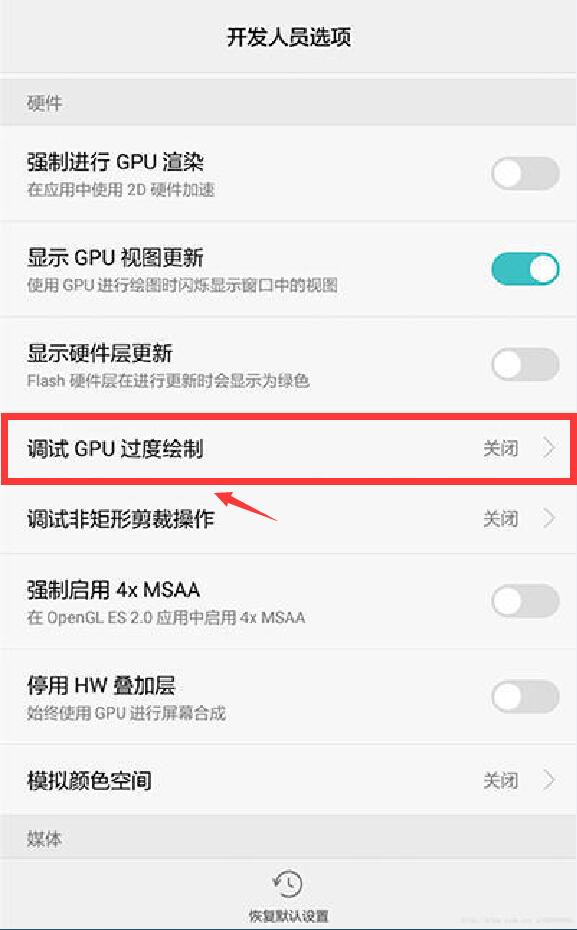 开发人员选项
硬件
强制进行 GPU 渲染
在应用中使用 2D 硬件加速
显示 GPU 视图更新
使用 GPU 进行绘图时闪烁显示窗口中的视图
显示硬件层更新
Flash 硬件层在进行更新时会显示为绿色
调试 GPU 过度绘制 关闭
调试非矩形剪裁操作 关闭
强制启用 4x MSAA
在 OpenGL ES 2.0 应用中启用 4x MSAA
停用 HW 叠加层
始终使用 GPU 进行屏幕合成
模拟颜色空间 关闭
媒体
恢复默认设置